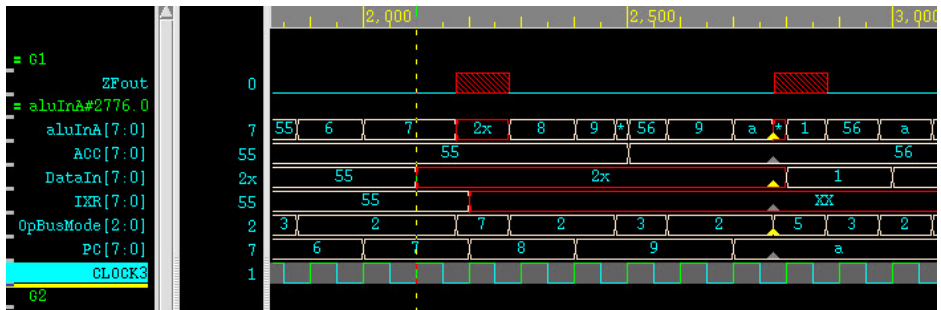 2,000 2,500 3,000
= G1
ZFout 0
= aluInA#2776.0
aluInA[7:0] 7 55 6 7 2x 8 9 * 56 9 a * 1 56 a
ACC[7:0] 55 55 56
DataIn[7:0] 2x 55 2x 1
IXR[7:0] 55 55 XX
OpBusMode[2:0] 2 3 2 7 2 3 2 5 3 2
PC[7:0] 7 6 7 8 9 a
CLOCK3 1
G2